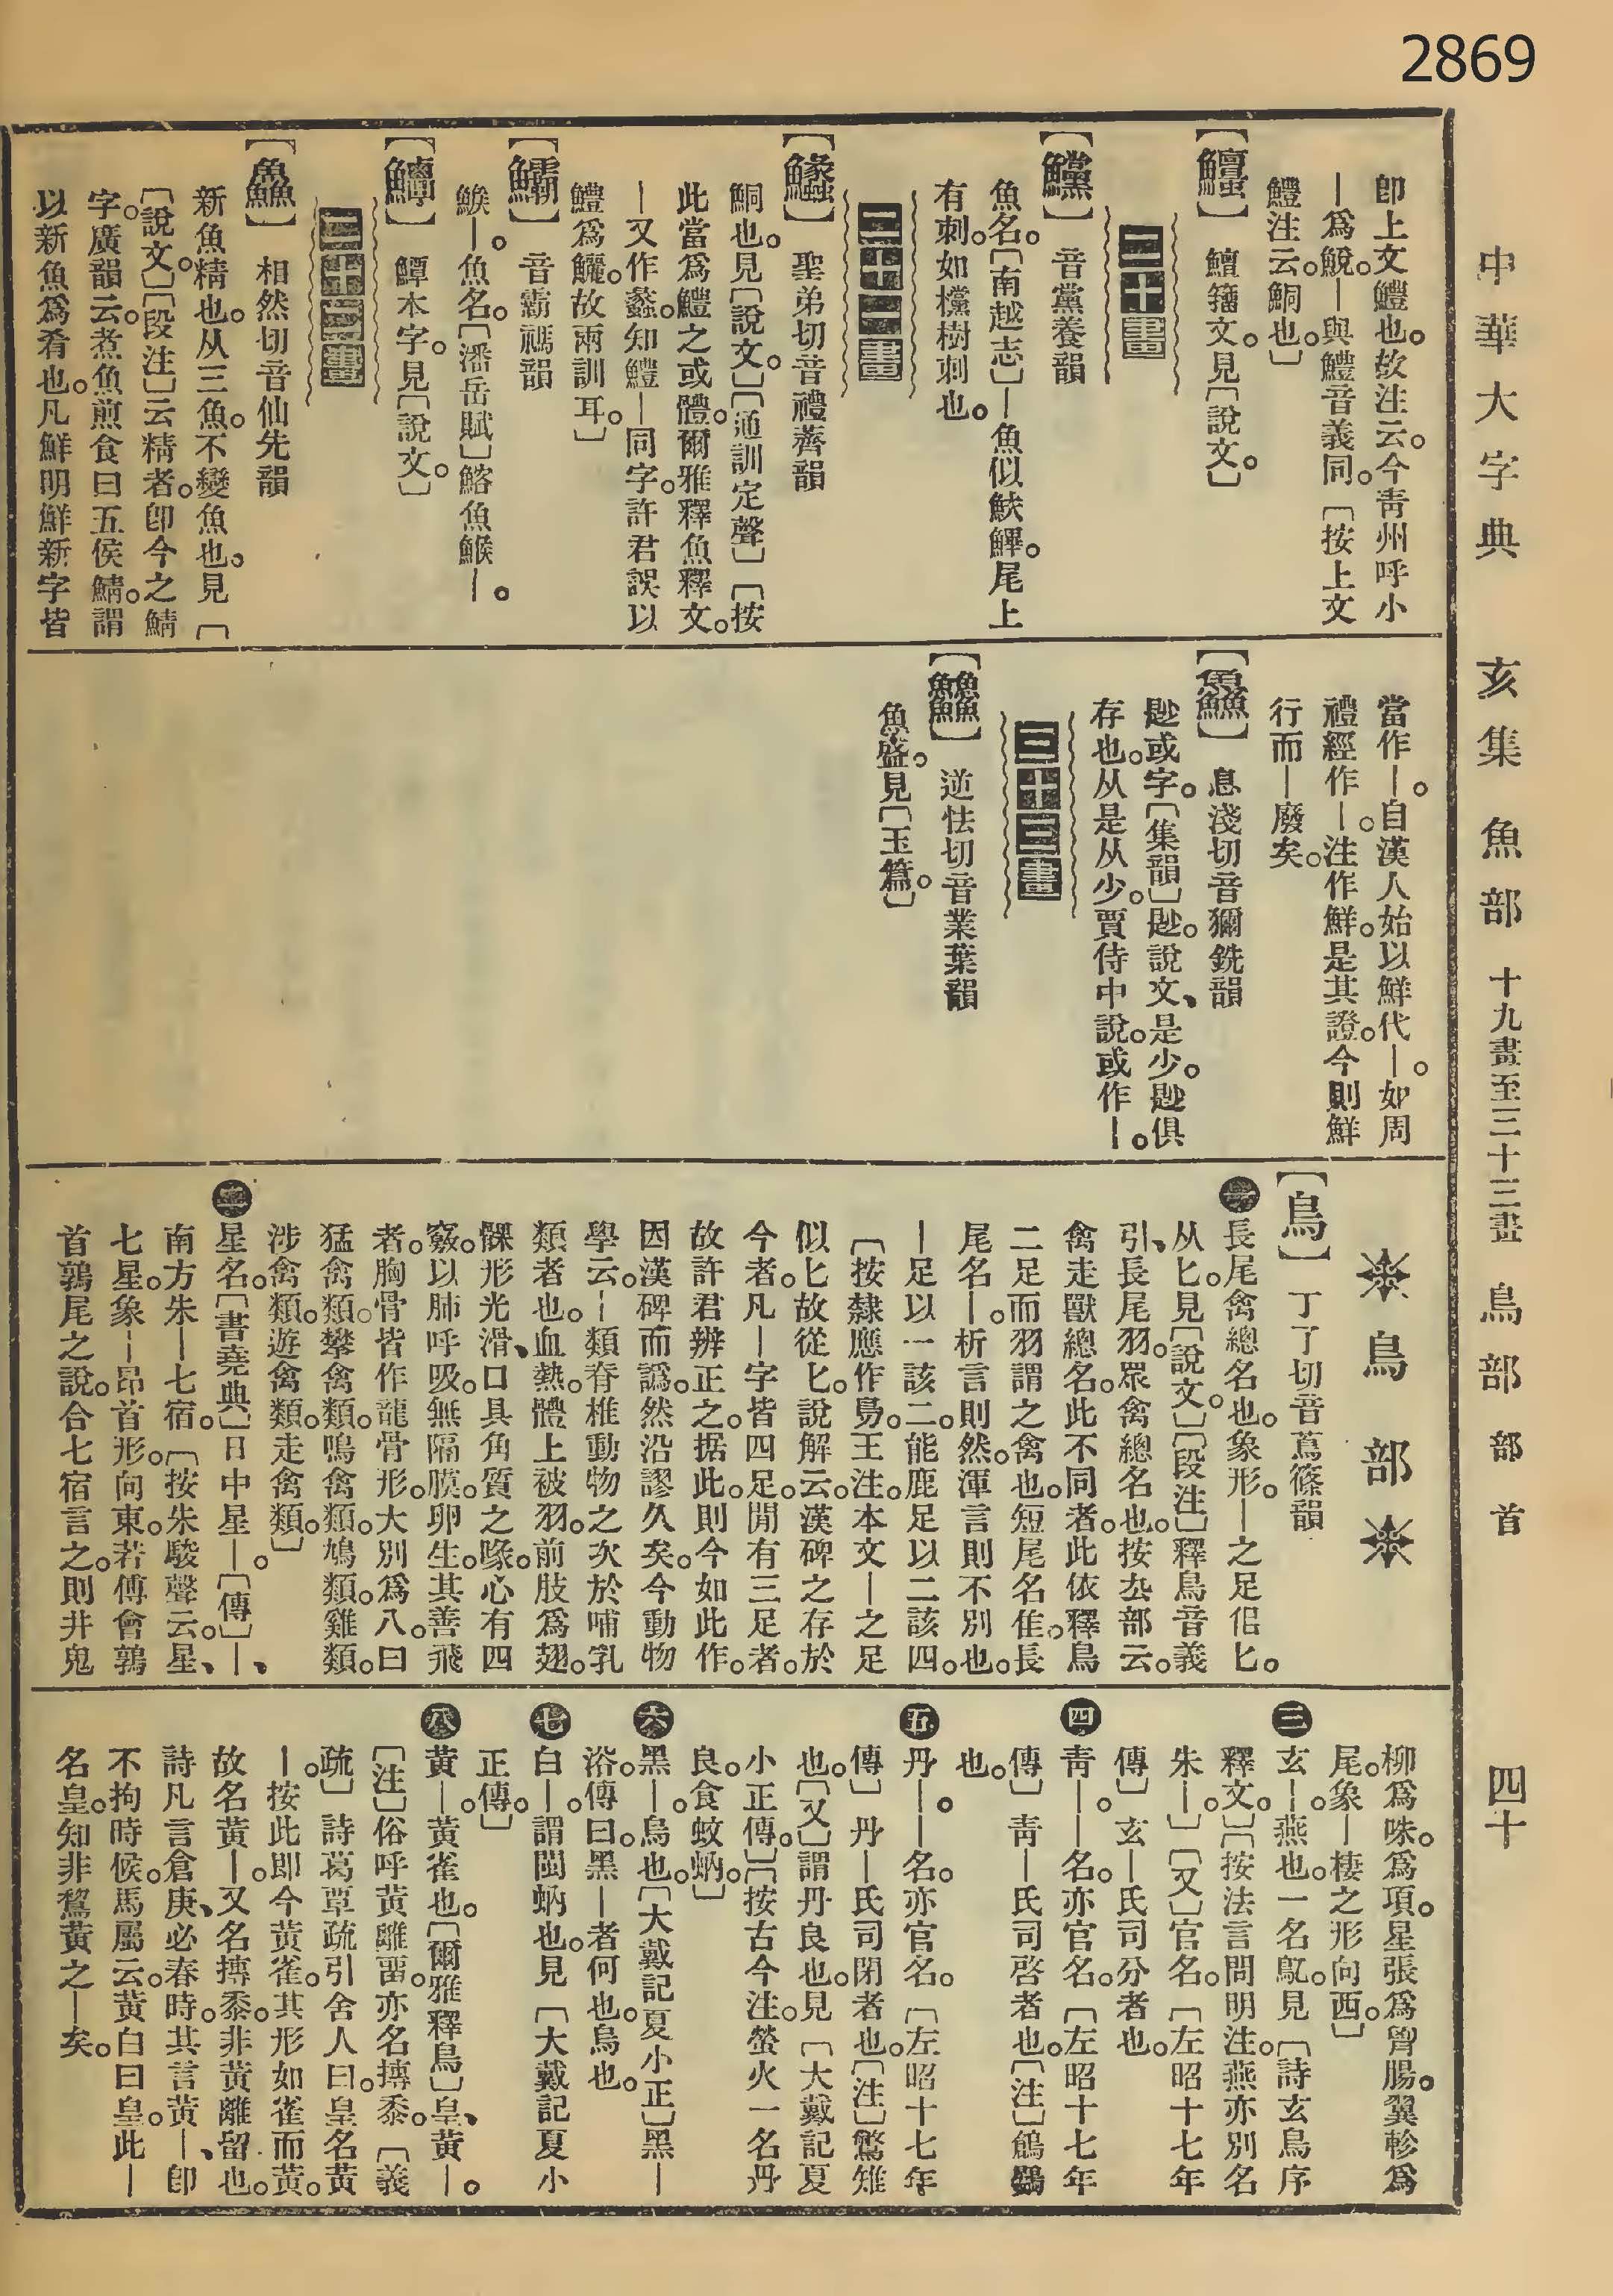 2869
中華大字典 亥集 魚部 十九畫至三十三畫 鳥部 部首 四十
卽上文鱧也。故注云。今靑州呼小
｜爲鮵。｜與鱧音義同。〔按上文
鱧注云。鮦也。〕
鱣籒文。見〔說文。〕
二十畫
【鱨】音黨養韻
魚名。〔南越志〕｜魚似鮇鯶。尾上
有刺。如欓樹刺也。
二十二畫
聖弟切音禮薺韻
鮦也。見〔說文。〕〔通訓定聲〕〔按
此當爲鱧之或體。爾雅釋魚釋文。
｜又作蠡。知鱧｜同字。許君誤以
鱧爲鱺。故兩訓耳。〕
音霸禡韻
鮻｜。魚名。〔潘岳賦〕鰫魚鯸｜。
鱏本字。見〔說文。〕
二十三畫
【鱻】相然切音仙先韻
新魚精也。从三魚。不變魚也。見〔
〔說文。〕〔段注〕云精者。卽今之鯖
字。廣韻云。煮魚煎食曰五侯鯖。謂
以新魚爲肴也。凡鮮明鮮新字皆
當作｜。自漢人始以鮮代｜。如周
禮經作｜。注作鮮。是其證。今則鮮
行而｜廢矣。
息淺切音獮銑韻
尟或字。〔集韻〕尟。說文、是少。尟俱
存也。从是从少。賈侍中說。或作｜。
三十三畫
【䲜】逆怯切音業葉韻
魚盛。見〔玉篇。〕
鳥部
【鳥】丁了切音蔦篠韻
㊀長尾禽總名也。象形。｜之足佀匕。
从匕。見〔說文。〕〔段注〕釋鳥音義
引、長尾羽。眾禽總名也。按厹部云。
禽走獸總名。此不同者。此依釋鳥
二足而羽謂之禽也。短尾名隹。長
尾名｜。析言則然。渾言則不別也。
｜足以一該二。能鹿足以二該四。
〔按隸應作㫇。王注。本文｜之足
似匕故從匕。說解云。漢碑之存於
今者。凡｜字皆四足。閒有三足者。
故許君辨正之。据此。則今如此作。
因漢碑而譌。然沿謬久矣。今動物
學云。｜類脊椎動物之次於哺乳
類者也。血熱。體上被羽。前肢爲翅。
髁形光滑、口具角質之喙。心有四
竅。以肺呼吸。無隔膜。卵生。其善飛
者。胸骨皆作龍骨形。大別爲八。曰
猛禽類。攀禽類。鳴禽類。鳩類。雞類。
涉禽類。遊禽類。走禽類。〕
㊁星名。〔書堯典〕日中星｜。〔傳〕｜、
南方朱｜七宿。〔按朱駿聲云。星、
七星。象｜昂首形。向東。若傅會鶉
首鶉尾之說。合七宿言之。則井鬼
柳爲咮。爲項。星張爲胷腸。翼軫爲
尾。象｜棲之形向西。〕
㊂玄｜。燕也。一名鳦。見〔詩玄鳥序
釋文。〕〔按法言問明注。燕亦別名
朱｜。〕〔又〕官名。〔左昭十七年
傳〕玄｜氏司分者也。
㊃靑｜。｜名。亦官名。〔左昭十七年
傳〕靑｜氏司啓者也。〔注〕鶬鷃
也。
㊄丹｜。｜名。亦官名。〔左昭十七年
傳〕丹｜氏司閉者也。〔注〕鷩雉
也。〔又〕謂丹良也。見〔大戴記夏
小正傳。〕〔按古今注。螢火一名丹
良。食蚊蚋。〕
㊅黑｜。烏也。〔大戴記夏小正〕黑｜
浴。傳曰。黑｜者何也。烏也。
㊆白｜。謂閩蚋也。見〔大戴記夏小
正傳。〕
㊇黃｜。黃雀也。〔爾雅釋鳥〕皇、黃｜。
〔注〕俗呼黃離畱。亦名摶黍。〔義
疏〕詩葛覃疏引舍人曰。皇名黃
｜。按此卽今黃雀。其形如雀而黃。
故名黃｜。又名摶黍。非黃離留也。
詩凡言倉庚、必春時。其言黃｜、卽
不拘時候。馬屬云。黃白曰皇。此｜
名皇。知非鵹黃之｜矣。